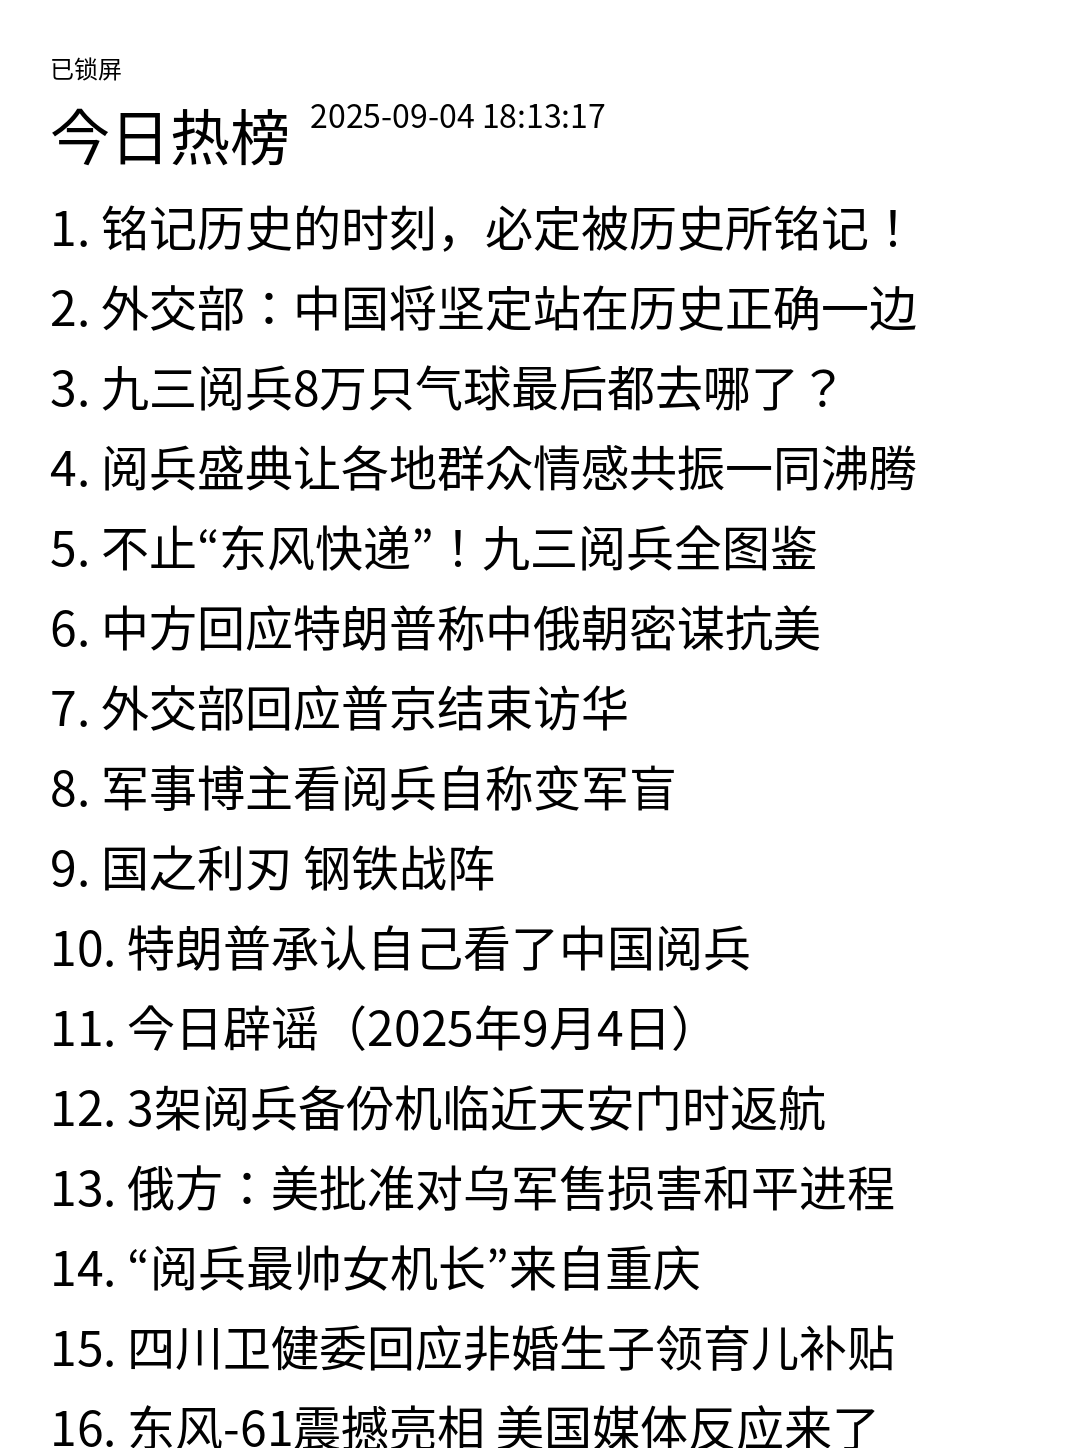 已锁屏
今日热榜 2025-09-04 18:13:17
1. 铭记历史的时刻，必定被历史所铭记！
2. 外交部：中国将坚定站在历史正确一边
3. 九三阅兵8万只气球最后都去哪了？
4. 阅兵盛典让各地群众情感共振一同沸腾
5. 不止“东风快递”！九三阅兵全图鉴
6. 中方回应特朗普称中俄朝密谋抗美
7. 外交部回应普京结束访华
8. 军事博主看阅兵自称变军盲
9. 国之利刃 钢铁战阵
10. 特朗普承认自己看了中国阅兵
11. 今日辟谣（2025年9月4日）
12. 3架阅兵备份机临近天安门时返航
13. 俄方：美批准对乌军售损害和平进程
14. “阅兵最帅女机长”来自重庆
15. 四川卫健委回应非婚生子领育儿补贴
16. 东风-61震撼亮相 美国媒体反应来了